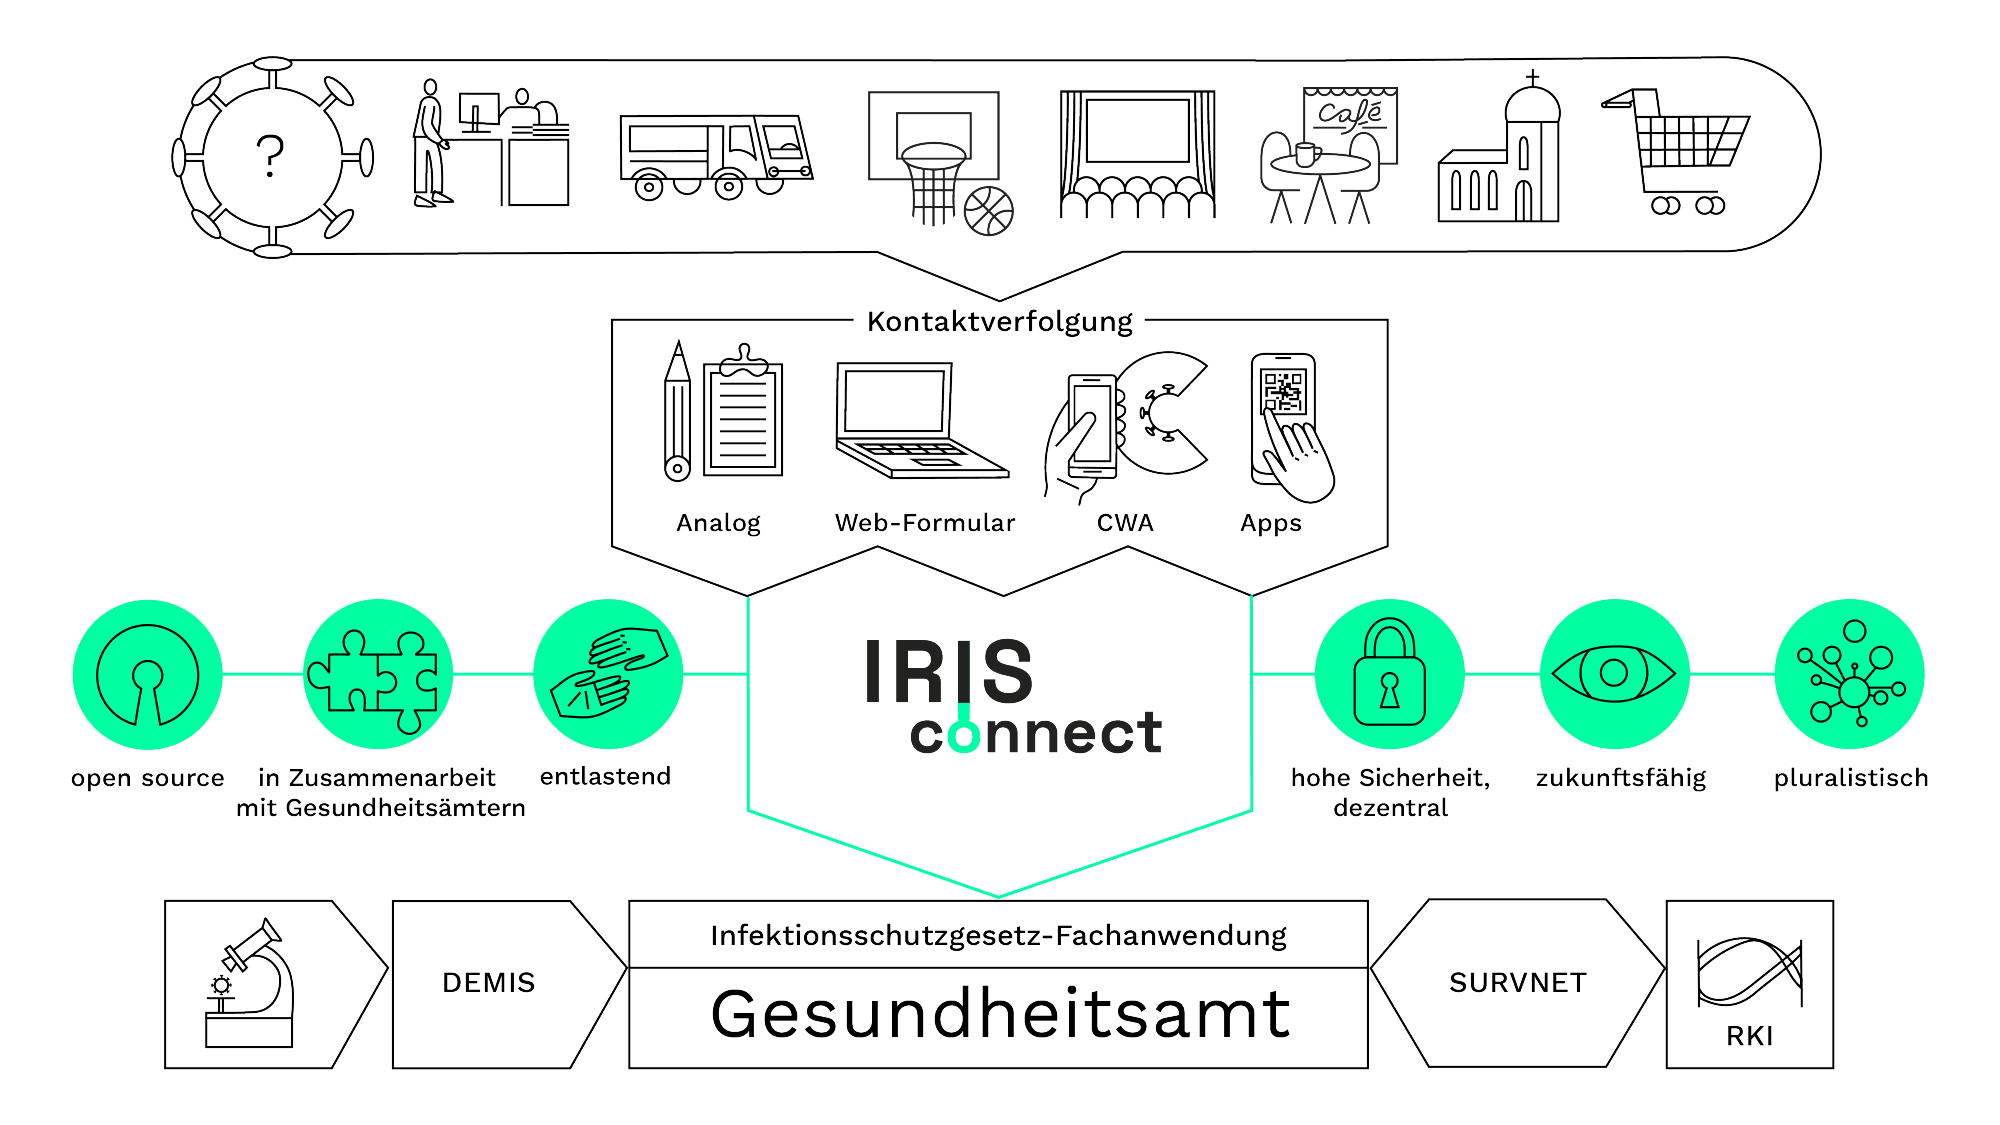 ?
Café
Kontaktverfolgung
Analog
Web-Formular
CWA
Apps
IRIS
connect
open source
in Zusammenarbeit
mit Gesundheitsämtern
entlastend
hohe Sicherheit,
dezentral
zukunftsfähig
pluralistisch
DEMIS
Infektionsschutzgesetz-Fachanwendung
Gesundheitsamt
SURVNET
RKI